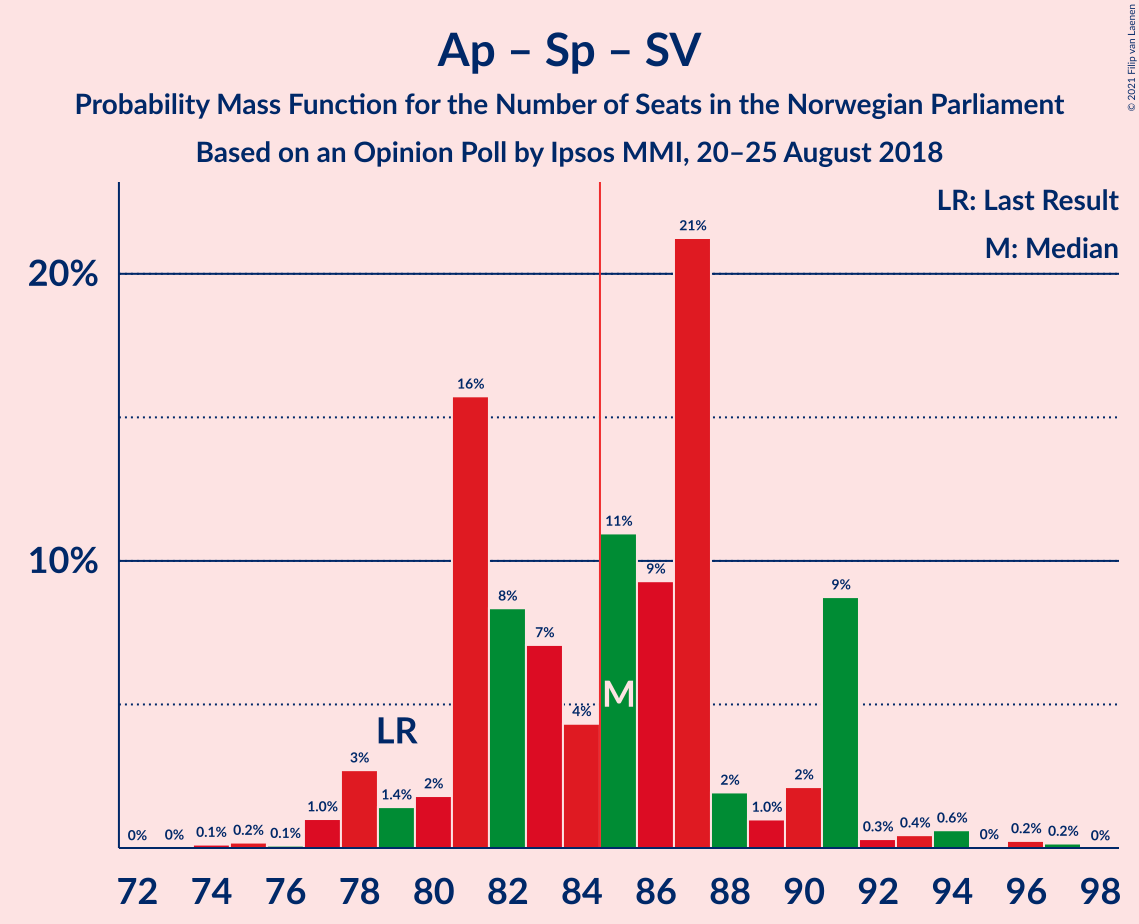 Ap – Sp – SV
Probability Mass Function for the Number of Seats in the Norwegian Parliament
Based on an Opinion Poll by Ipsos MMI, 20–25 August 2018
© 2021 Filip van Laenen
LR: Last Result
M: Median
20%
10%
0% 0% 0.1% 0.2% 0.1% 1.0% 3% 1.4% 2% 16% 8% 7% 4% 11% 9% 21% 2% 1.0% 2% 9% 0.3% 0.4% 0.6% 0% 0.2% 0.2% 0%
LR
M
72 74 76 78 80 82 84 86 88 90 92 94 96 98